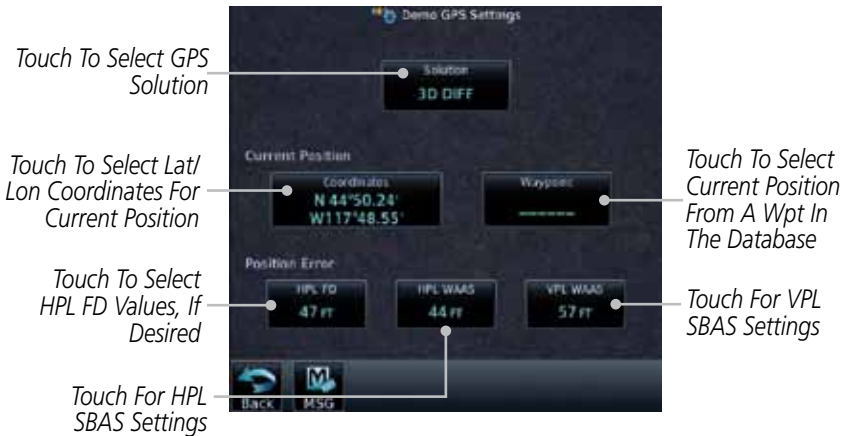 Demo GPS Settings
Touch To Select GPS
Solution
Solution
3D DIFF
Current Position
Touch To Select Lat/
Lon Coordinates For
Current Position
Coordinates
N 44°50.24'
W117°48.55'
Waypoint
______
Touch To Select
Current Position
From A Wpt In
The Database
Position Error
Touch To Select
HPL FD Values, If
Desired
HPL FD
47 FT
HPL WAAS
44 FT
VPL WAAS
57 FT
Touch For VPL
SBAS Settings
Touch For HPL
SBAS Settings
Back
MSG